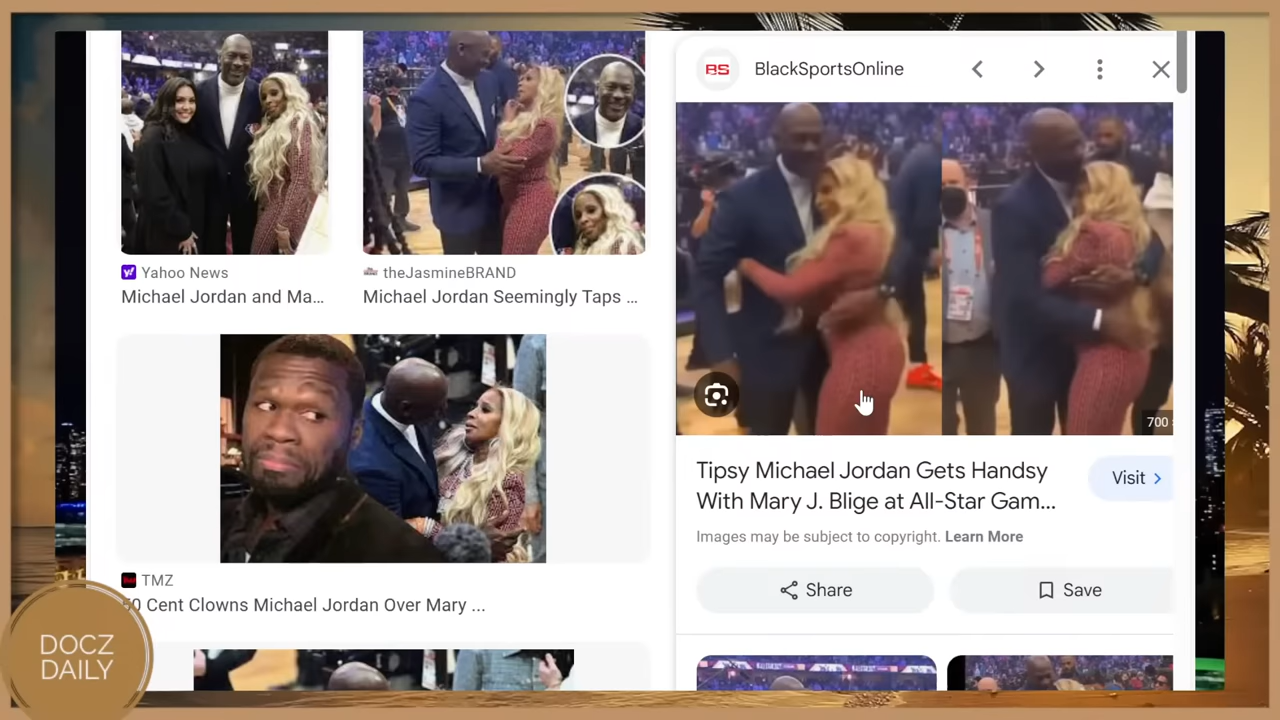 BS BlackSportsOnline
Yahoo News
Michael Jordan and Ma...
theJasmineBRAND
Michael Jordan Seemingly Taps ...
700
Tipsy Michael Jordan Gets Handsy
With Mary J. Blige at All-Star Gam...
Visit
Images may be subject to copyright. Learn More
Share
Save
TMZ
0 Cent Clowns Michael Jordan Over Mary ...
DOCZ
DAILY